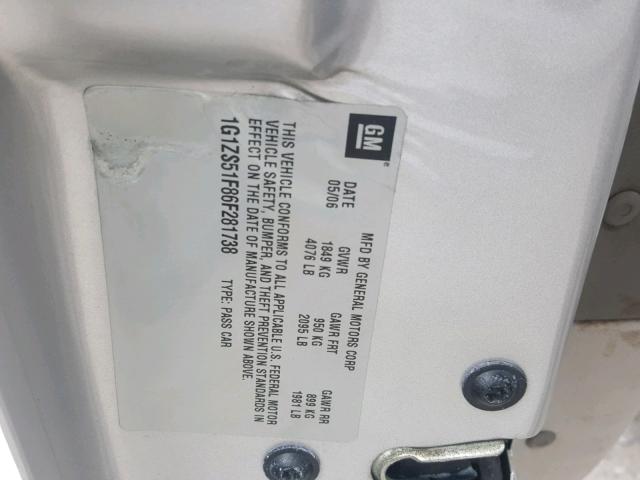 GM
MFD BY GENERAL MOTORS CORP
DATE GVWR GAWR FRT GAWR RR
05/06 1849 KG 950 KG 899 KG
4076 LB 2095 LB 1981 LB
THIS VEHICLE CONFORMS TO ALL APPLICABLE U.S. FEDERAL MOTOR
VEHICLE SAFETY, BUMPER, AND THEFT PREVENTION STANDARDS IN
EFFECT ON THE DATE OF MANUFACTURE SHOWN ABOVE.
1G1ZS51F86F281738 TYPE: PASS CAR